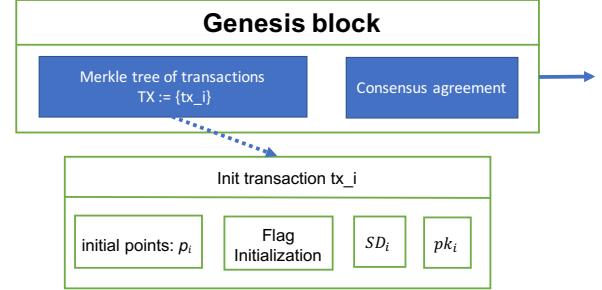 Genesis block
Merkle tree of transactions
TX := {tx_i}
Consensus agreement
Init transaction tx_i
initial points: pᵢ
Flag
Initialization
SDᵢ
pkᵢ